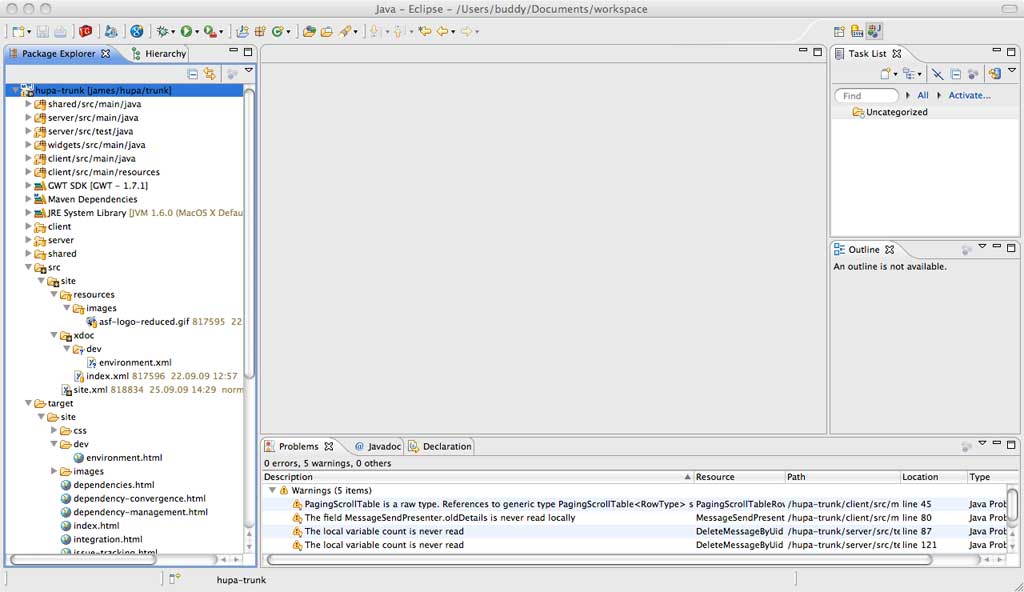 Java - Eclipse - /Users/buddy/Documents/workspace
Package Explorer
Hierarchy
hupa-trunk [james/hupa/trunk]
shared/src/main/java
server/src/main/java
server/src/test/java
widgets/src/main/java
client/src/main/java
client/src/main/resources
GWT SDK [GWT - 1.7.1]
Maven Dependencies
JRE System Library [JVM 1.6.0 (MacOS X Defau
client
server
shared
src
site
resources
images
asf-logo-reduced.gif 817595 22
xdoc
dev
environment.xml
index.xml 817596 22.09.09 12:57
site.xml 818834 25.09.09 14:29 norm
target
site
css
dev
environment.html
images
dependencies.html
dependency-convergence.html
dependency-management.html
index.html
integration.html
issue-tracking.html
Task List
Find
All
Activate...
Uncategorized
Outline
An outline is not available.
Problems
@ Javadoc
Declaration
0 errors, 5 warnings, 0 others
Description Resource Path Location Type
Warnings (5 items)
PagingScrollTable is a raw type. References to generic type PagingScrollTable<RowType> s PagingScrollTableRov /hupa-trunk/client/src/m line 45 Java Prob
The field MessageSendPresenter.oldDetails is never read locally MessageSendPresent /hupa-trunk/client/src/m line 80 Java Prob
The local variable count is never read DeleteMessageByUid /hupa-trunk/server/src/te line 87 Java Prob
The local variable count is never read DeleteMessageByUid /hupa-trunk/server/src/te line 121 Java Prob
hupa-trunk